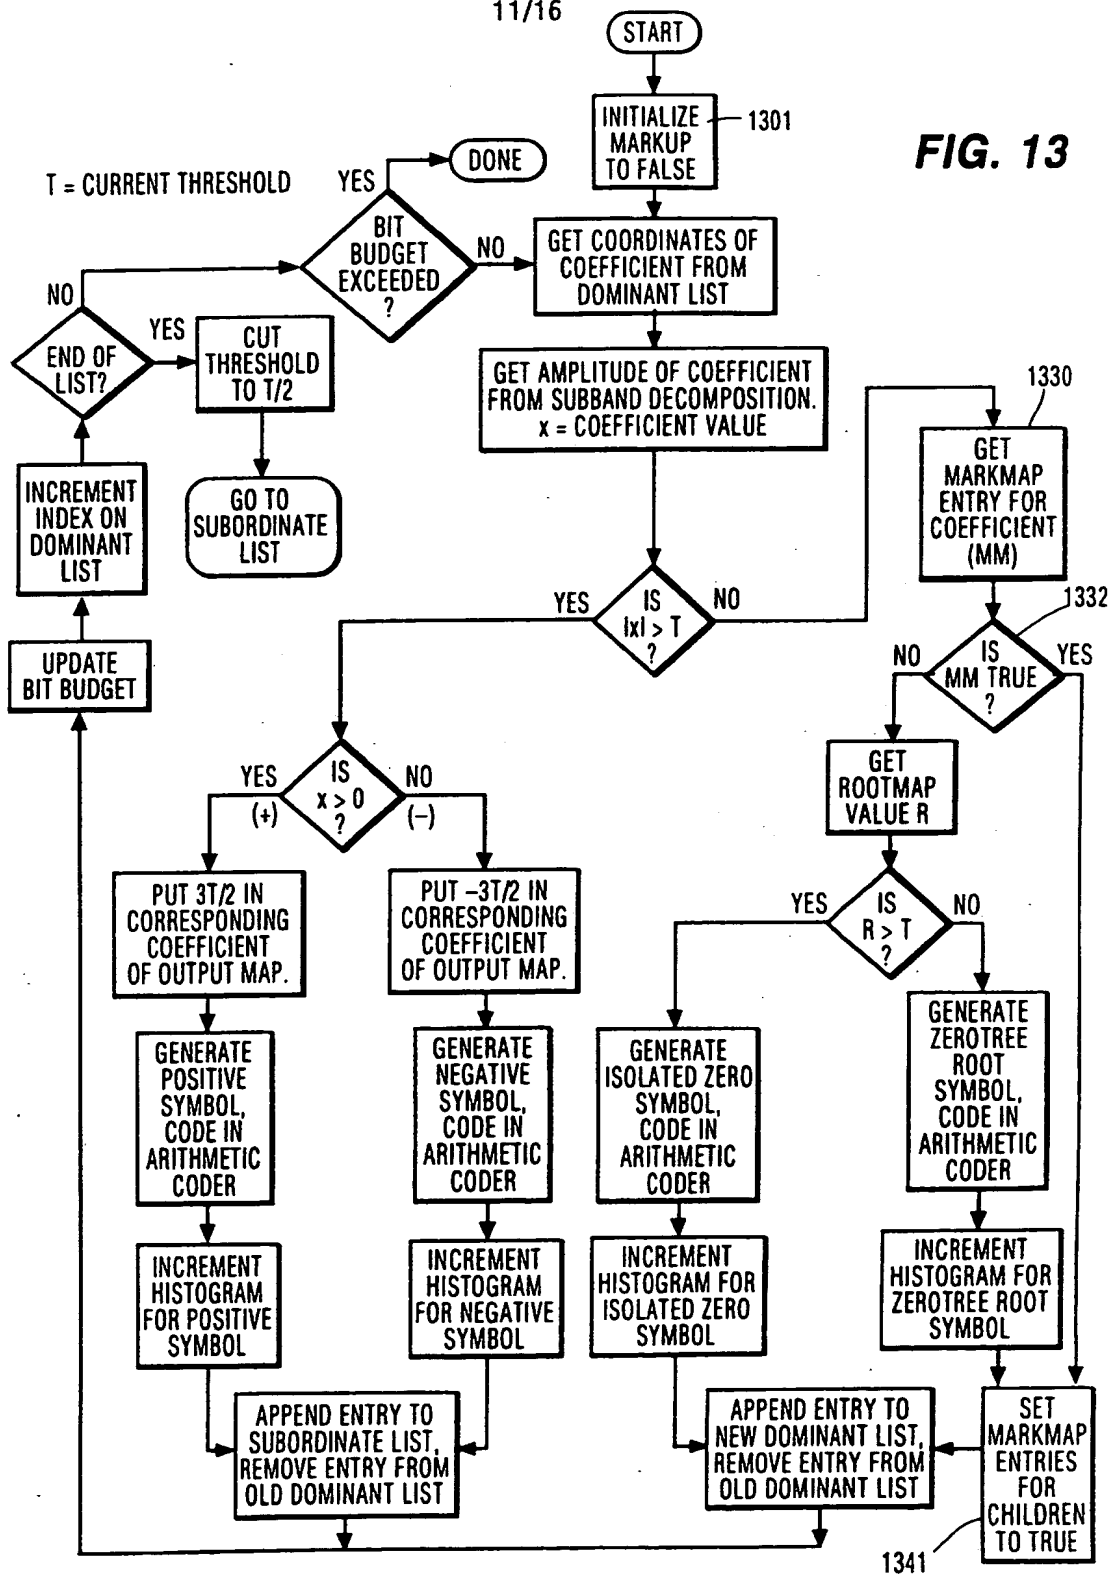 11/16
START
INITIALIZE
MARKUP
TO FALSE
1301
FIG. 13
DONE
T = CURRENT THRESHOLD
YES
BIT
BUDGET
EXCEEDED
?
NO
GET COORDINATES OF
COEFFICIENT FROM
DOMINANT LIST
NO
END OF
LIST?
YES
CUT
THRESHOLD
TO T/2
GET AMPLITUDE OF COEFFICIENT
FROM SUBBAND DECOMPOSITION.
x = COEFFICIENT VALUE
1330
GET
MARKMAP
ENTRY FOR
COEFFICIENT
(MM)
INCREMENT
INDEX ON
DOMINANT
LIST
GO TO
SUBORDINATE
LIST
YES
IS
|x| > T
?
NO
1332
UPDATE
BIT BUDGET
NO
IS
MM TRUE
?
YES
GET
ROOTMAP
VALUE R
YES
(+)
IS
x > 0
?
NO
(–)
PUT 3T/2 IN
CORRESPONDING
COEFFICIENT
OF OUTPUT MAP.
PUT –3T/2 IN
CORRESPONDING
COEFFICIENT
OF OUTPUT MAP.
YES
IS
R > T
?
NO
GENERATE
POSITIVE
SYMBOL,
CODE IN
ARITHMETIC
CODER
GENERATE
NEGATIVE
SYMBOL,
CODE IN
ARITHMETIC
CODER
GENERATE
ISOLATED ZERO
SYMBOL,
CODE IN
ARITHMETIC
CODER
GENERATE
ZEROTREE
ROOT
SYMBOL,
CODE IN
ARITHMETIC
CODER
INCREMENT
HISTOGRAM
FOR POSITIVE
SYMBOL
INCREMENT
HISTOGRAM
FOR NEGATIVE
SYMBOL
INCREMENT
HISTOGRAM FOR
ISOLATED ZERO
SYMBOL
INCREMENT
HISTOGRAM FOR
ZEROTREE ROOT
SYMBOL
APPEND ENTRY TO
SUBORDINATE LIST,
REMOVE ENTRY FROM
OLD DOMINANT LIST
APPEND ENTRY TO
NEW DOMINANT LIST,
REMOVE ENTRY FROM
OLD DOMINANT LIST
SET
MARKMAP
ENTRIES
FOR
CHILDREN
TO TRUE
1341